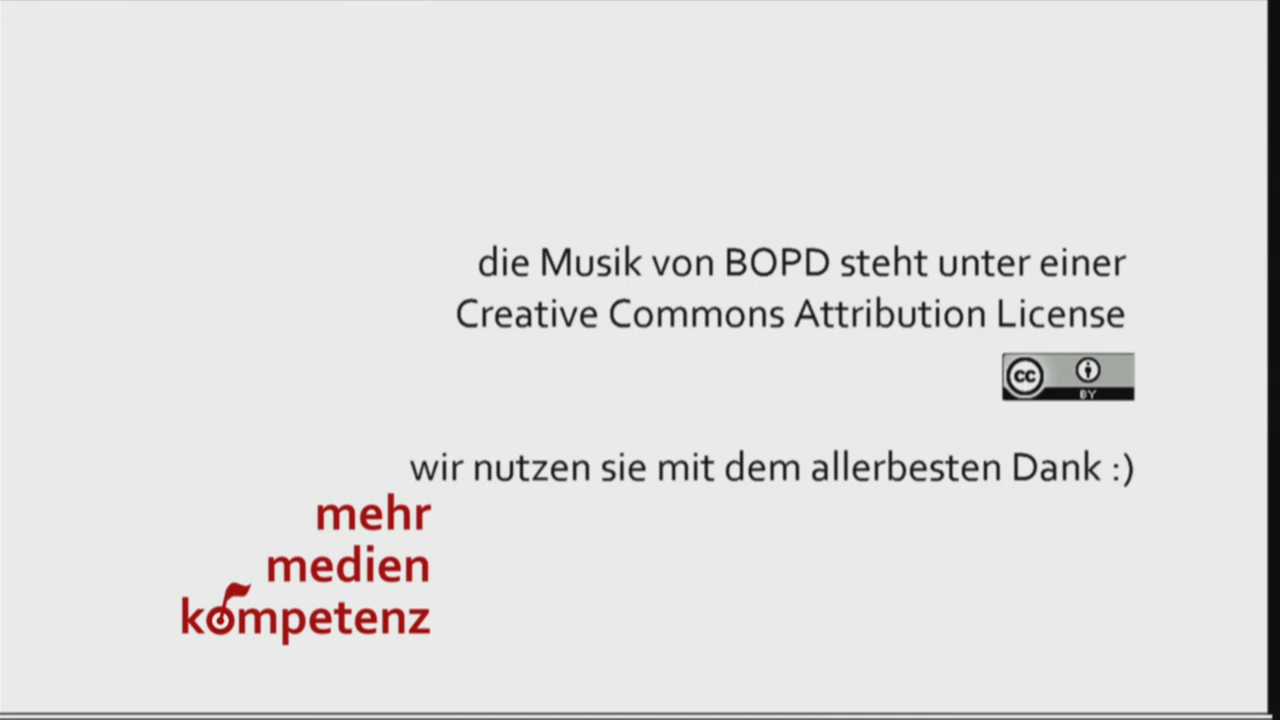 die Musik von BOPD steht unter einer
Creative Commons Attribution License
cc BY
wir nutzen sie mit dem allerbesten Dank :)
mehr
medien
kompetenz